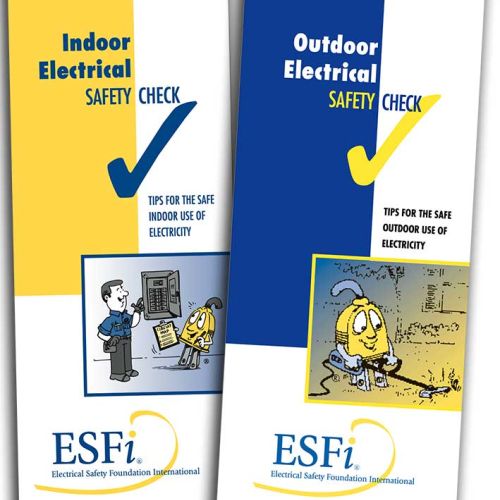 Indoor
Electrical
SAFETY CHECK
TIPS FOR THE SAFE
INDOOR USE OF
ELECTRICITY
ESFi®
Electrical Safety Foundation International
Outdoor
Electrical
SAFETY CHECK
TIPS FOR THE SAFE
OUTDOOR USE OF
ELECTRICITY
ESFi®
Electrical Safety Foundation International